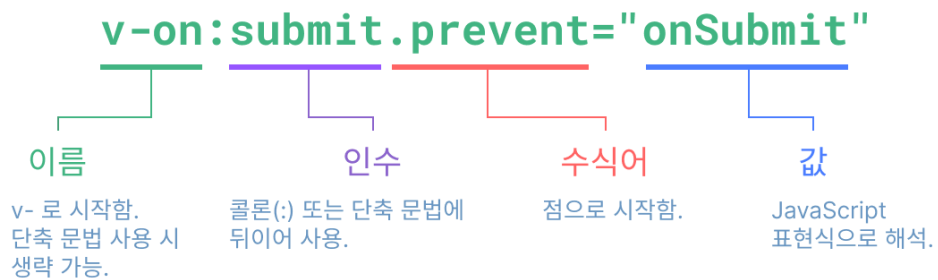 v-on:submit.prevent="onSubmit"
이름
인수
수식어
값
v- 로 시작함.
단축 문법 사용 시
생략 가능.
콜론(:) 또는 단축 문법에
뒤이어 사용.
점으로 시작함.
JavaScript
표현식으로 해석.